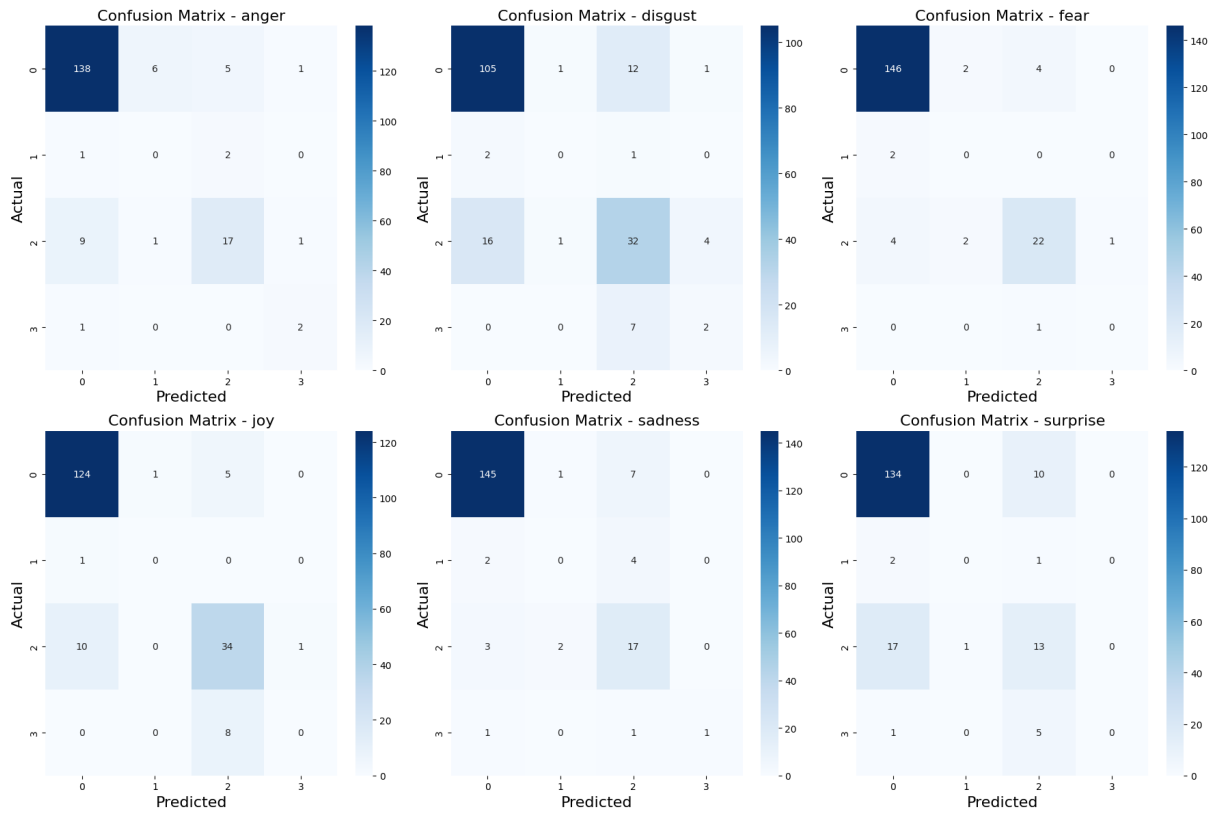 Confusion Matrix - anger
Actual
0 138 6 5 1
1 1 0 2 0
2 9 1 17 1
3 1 0 0 2
0 1 2 3
Predicted
120
100
80
60
40
20
0
Confusion Matrix - disgust
Actual
0 105 1 12 1
1 2 0 1 0
2 16 1 32 4
3 0 0 7 2
0 1 2 3
Predicted
100
80
60
40
20
0
Confusion Matrix - fear
Actual
0 146 2 4 0
1 2 0 0 0
2 4 2 22 1
3 0 0 1 0
0 1 2 3
Predicted
140
120
100
80
60
40
20
0
Confusion Matrix - joy
Actual
0 124 1 5 0
1 1 0 0 0
2 10 0 34 1
3 0 0 8 0
0 1 2 3
Predicted
120
100
80
60
40
20
0
Confusion Matrix - sadness
Actual
0 145 1 7 0
1 2 0 4 0
2 3 2 17 0
3 1 0 1 1
0 1 2 3
Predicted
140
120
100
80
60
40
20
0
Confusion Matrix - surprise
Actual
0 134 0 10 0
1 2 0 1 0
2 17 1 13 0
3 1 0 5 0
0 1 2 3
Predicted
120
100
80
60
40
20
0